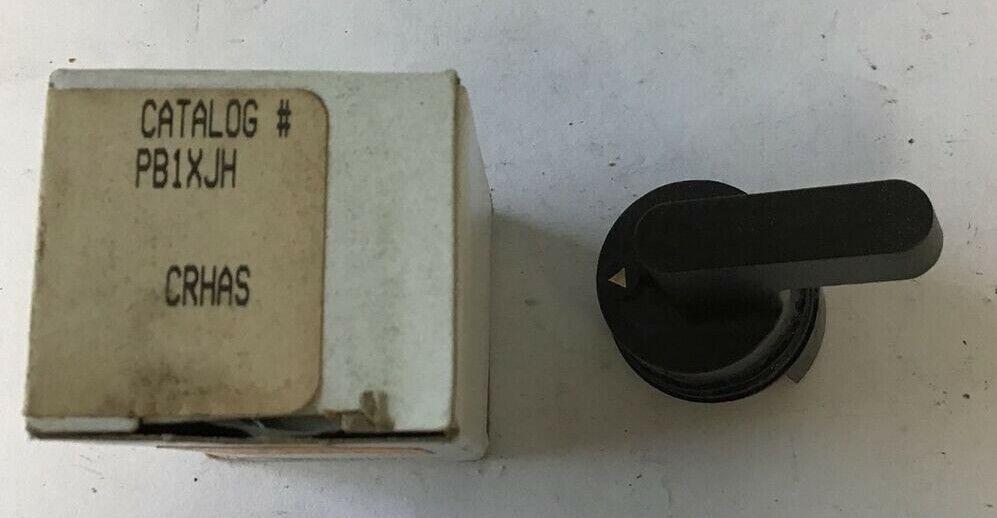 CATALOG #
PB1XJH
CRHAS